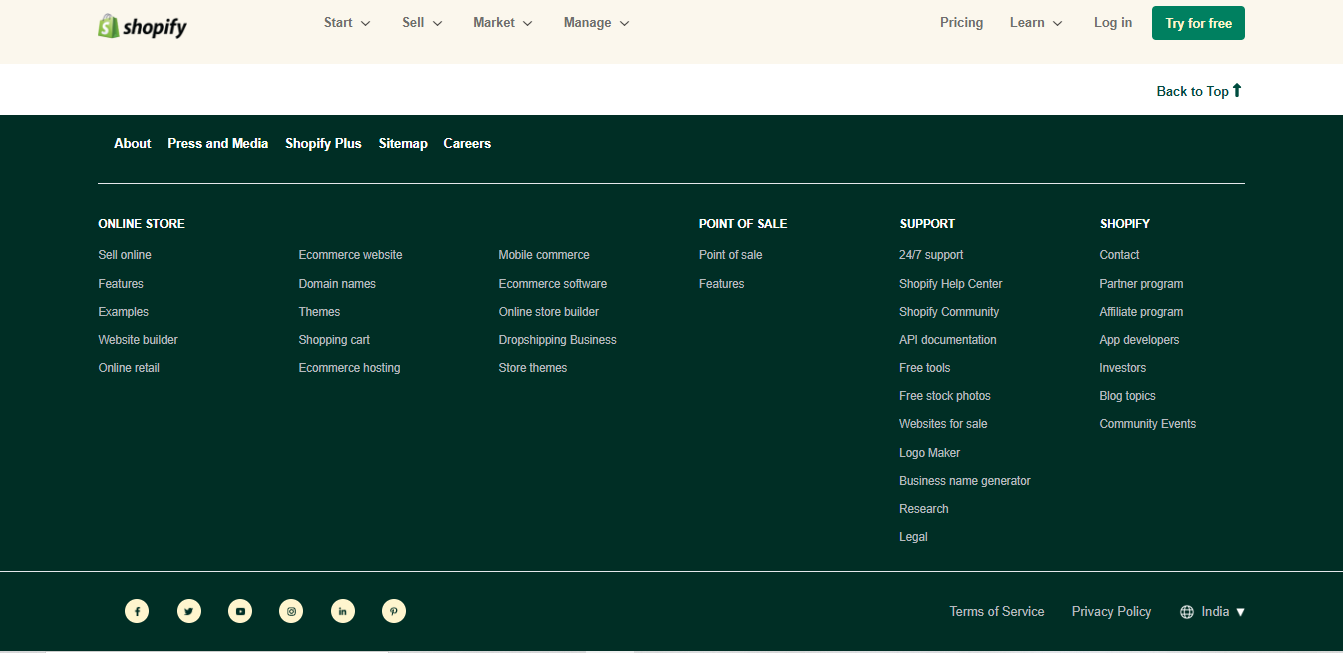 shopify Start Sell Market Manage Pricing Learn Log in Try for free
Back to Top
About Press and Media Shopify Plus Sitemap Careers
ONLINE STORE POINT OF SALE SUPPORT SHOPIFY
Sell online Ecommerce website Mobile commerce Point of sale 24/7 support Contact
Features Domain names Ecommerce software Features Shopify Help Center Partner program
Examples Themes Online store builder Shopify Community Affiliate program
Website builder Shopping cart Dropshipping Business API documentation App developers
Online retail Ecommerce hosting Store themes Free tools Investors
Free stock photos Blog topics
Websites for sale Community Events
Logo Maker
Business name generator
Research
Legal
Terms of Service Privacy Policy India